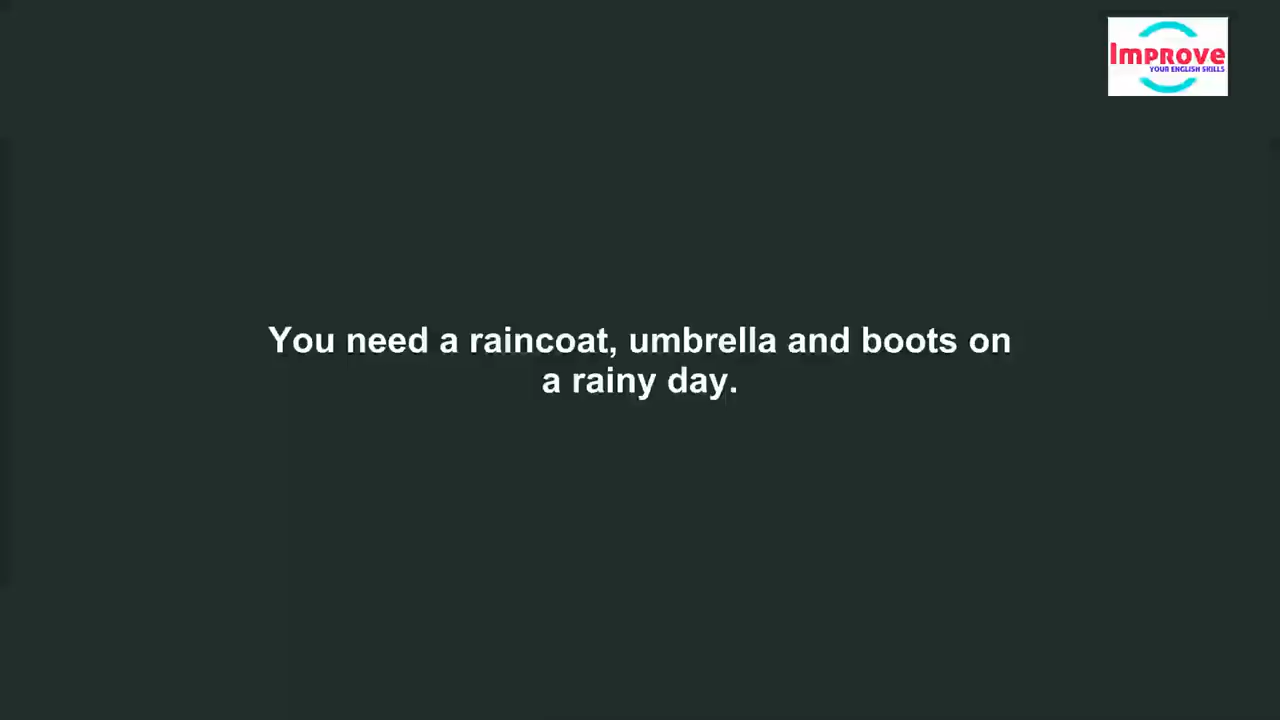 Improve
YOUR ENGLISH SKILLS
You need a raincoat, umbrella and boots on
a rainy day.